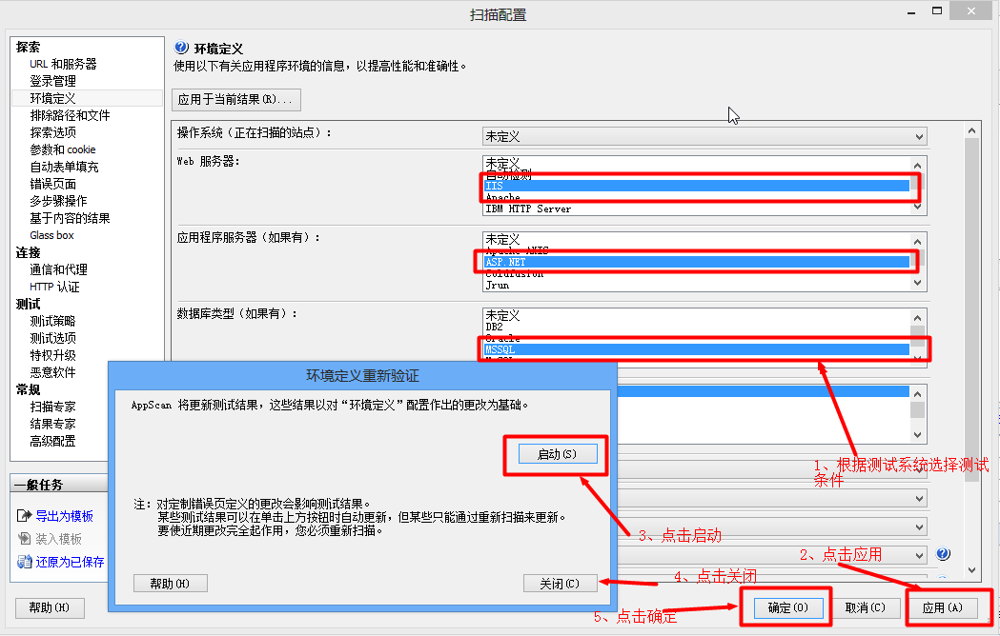 扫描配置
探索
URL 和服务器
登录管理
环境定义
排除路径和文件
探索选项
参数和 cookie
自动表单填充
错误页面
多步骤操作
基于内容的结果
Glass box
连接
通信和代理
HTTP 认证
测试
测试策略
测试选项
特权升级
恶意软件
常规
扫描专家
结果专家
高级配置
一般任务
导出为模板
装入模板
还原为已保存
帮助(H)
环境定义
使用以下有关应用程序环境的信息，以提高性能和准确性。
应用于当前结果(R)...
操作系统(正在扫描的站点)：
未定义
Web 服务器：
未定义
自动检测
IIS
Apache
IBM HTTP Server
应用程序服务器(如果有)：
未定义
Apache AXIS
ASP.NET
Coldfusion
Jrun
数据库类型(如果有)：
未定义
DB2
Oracle
MSSQL
MySQL
环境定义重新验证
AppScan 将更新测试结果，这些结果以对“环境定义”配置作出的更改为基础。
启动(S)
注： 对定制错误页定义的更改会影响测试结果。
某些测试结果可以在单击上方按钮时自动更新，但某些只能通过重新扫描来更新。
要使近期更改完全起作用，您必须重新扫描。
帮助(H)
关闭(C)
1、根据测试系统选择测试
条件
3、点击启动
2、点击应用
4、点击关闭
5、点击确定
确定(O)
取消(C)
应用(A)